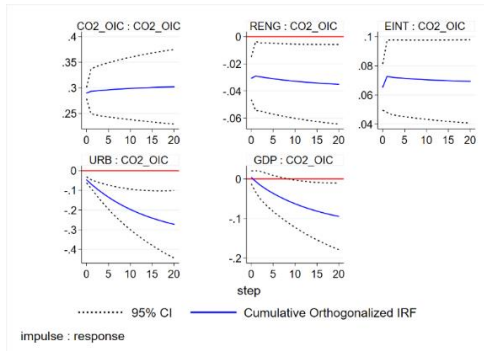 CO2_OIC : CO2_OIC
RENG : CO2_OIC
EINT : CO2_OIC
.4
.35
.3
.25
0
-.02
-.04
-.06
.1
.08
.06
.04
0 5 10 15 20
0 5 10 15 20
0 5 10 15 20
URB : CO2_OIC
GDP : CO2_OIC
0
-.1
-.2
-.3
-.4
0
-.1
-.2
0 5 10 15 20
0 5 10 15 20
step
95% CI
Cumulative Orthogonalized IRF
impulse : response